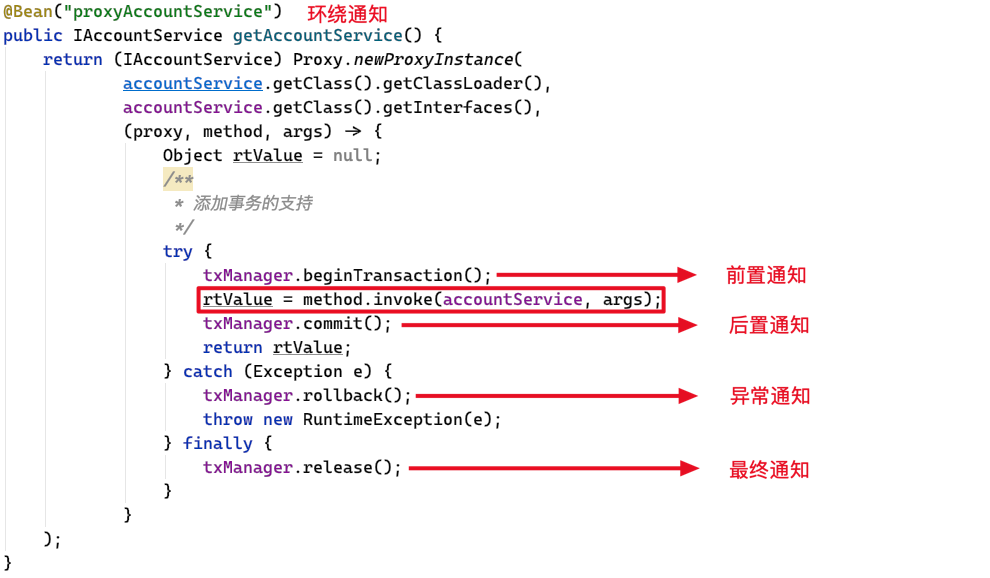 @Bean("proxyAccountService") 环绕通知
public IAccountService getAccountService() {
return (IAccountService) Proxy.newProxyInstance(
accountService.getClass().getClassLoader(),
accountService.getClass().getInterfaces(),
(proxy, method, args) -> {
Object rtValue = null;
/**
* 添加事务的支持
*/
try {
txManager.beginTransaction(); 前置通知
rtValue = method.invoke(accountService, args);
txManager.commit(); 后置通知
return rtValue;
} catch (Exception e) {
txManager.rollback(); 异常通知
throw new RuntimeException(e);
} finally {
txManager.release(); 最终通知
}
}
);
}